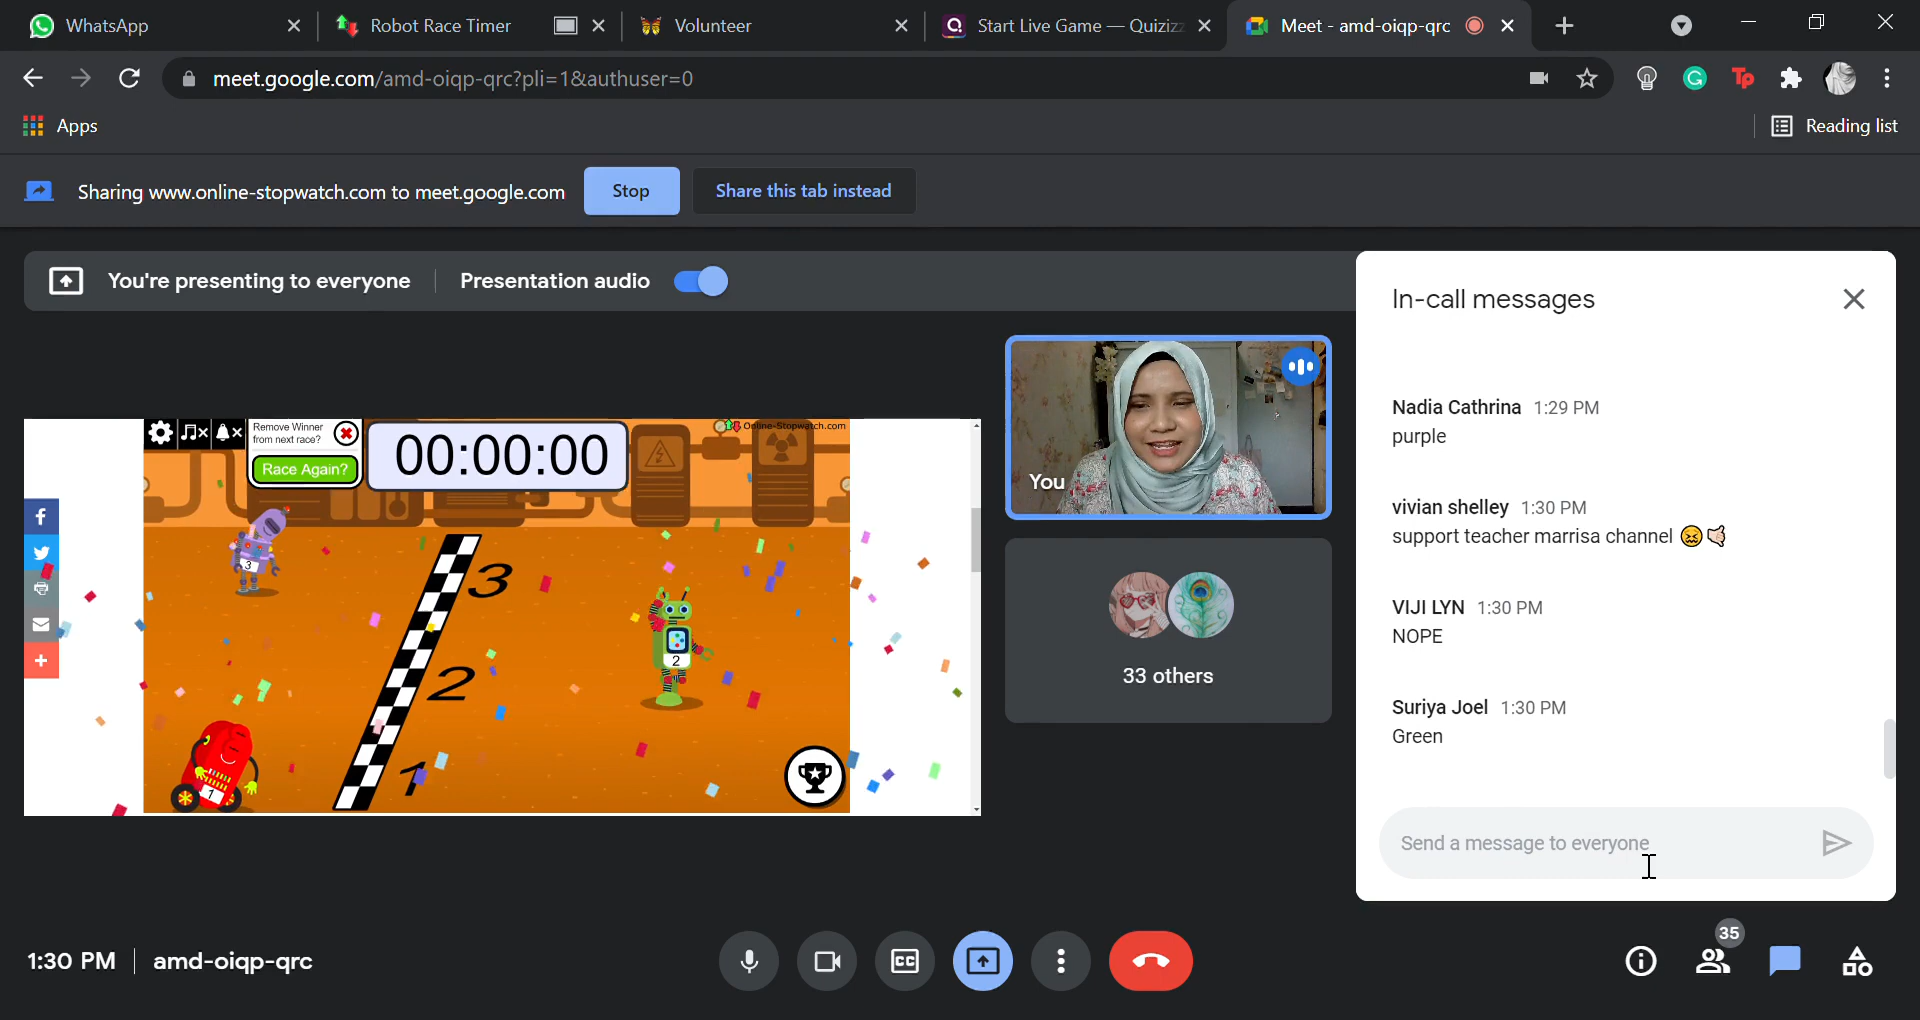 WhatsApp
Robot Race Timer
Volunteer
Start Live Game — Quizizz
Meet - amd-oiqp-qrc
meet.google.com/amd-oiqp-qrc?pli=1&authuser=0
Apps
Reading list
Sharing www.online-stopwatch.com to meet.google.com
Stop
Share this tab instead
You're presenting to everyone
Presentation audio
In-call messages
Remove Winner
from next race?
Race Again?
00:00:00
Online-Stopwatch.com
3
3
2
2
1
1
You
33 others
Nadia Cathrina 1:29 PM
purple
vivian shelley 1:30 PM
support teacher marrisa channel 😖👎🏻
VIJI LYN 1:30 PM
NOPE
Suriya Joel 1:30 PM
Green
Send a message to everyone
1:30 PM
amd-oiqp-qrc
CC
35